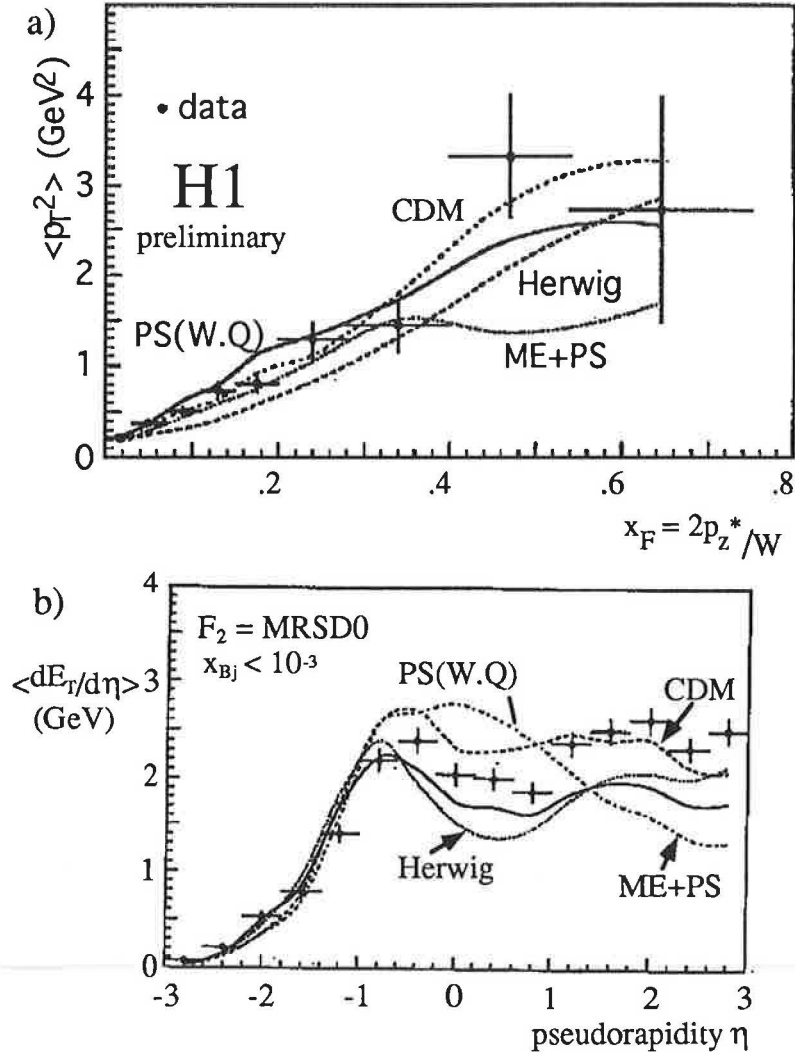 a)
<p_T^2> (GeV^2)
4
3
2
1
0
• data
H1
preliminary
CDM
PS(W.Q)
Herwig
ME+PS
.2 .4 .6 .8
x_F = 2p_z*/W
b)
<dE_T/dη>
(GeV)
4
3
2
1
0
F_2 = MRSD0
x_Bj < 10^-3
PS(W.Q)
CDM
Herwig
ME+PS
-3 -2 -1 0 1 2 3
pseudorapidity η